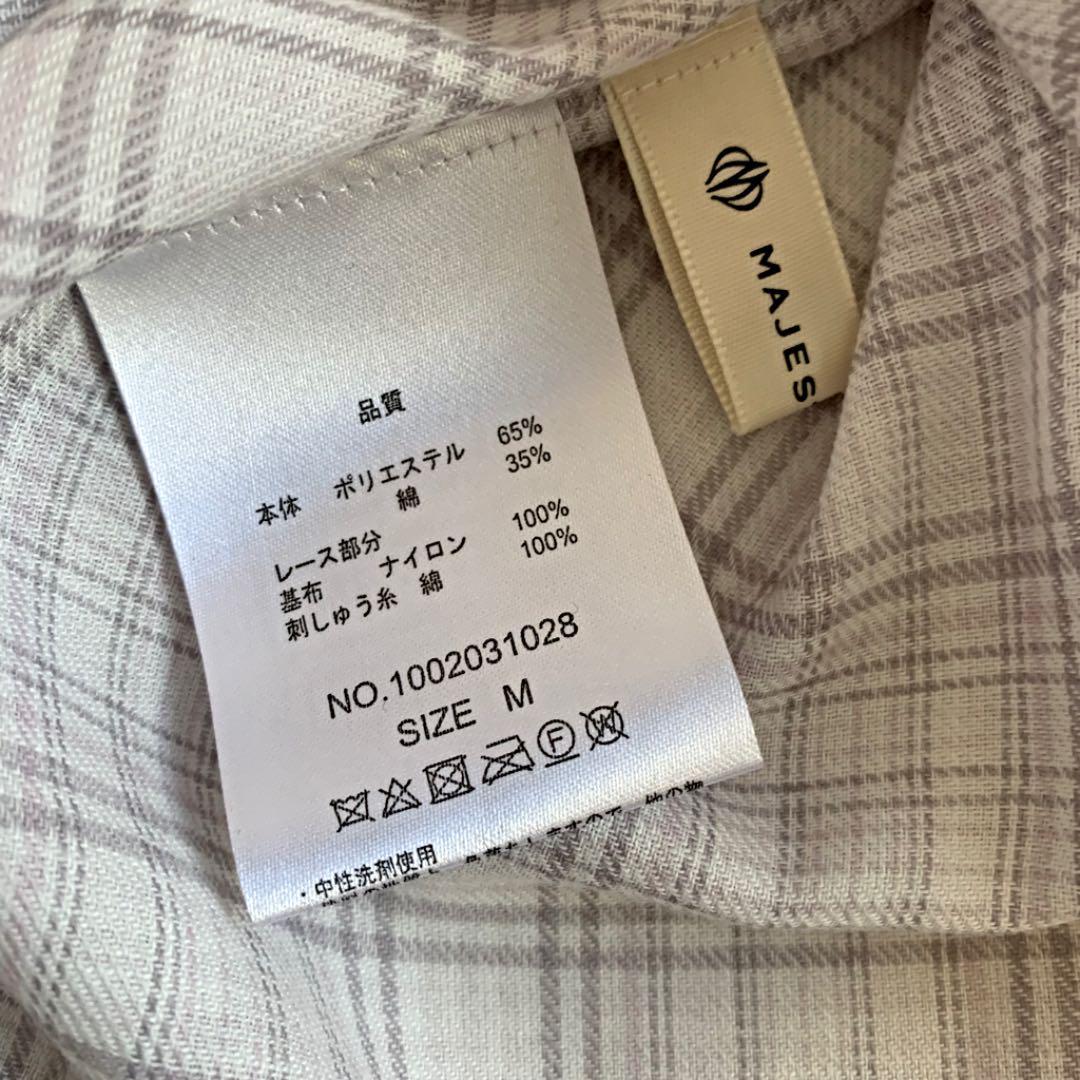 MAJES
品質
本体 ポリエステル 65%
綿 35%
レース部分
基布 ナイロン 100%
刺しゅう糸 綿 100%
NO.1002031028
SIZE M
F W
・中性洗剤使用